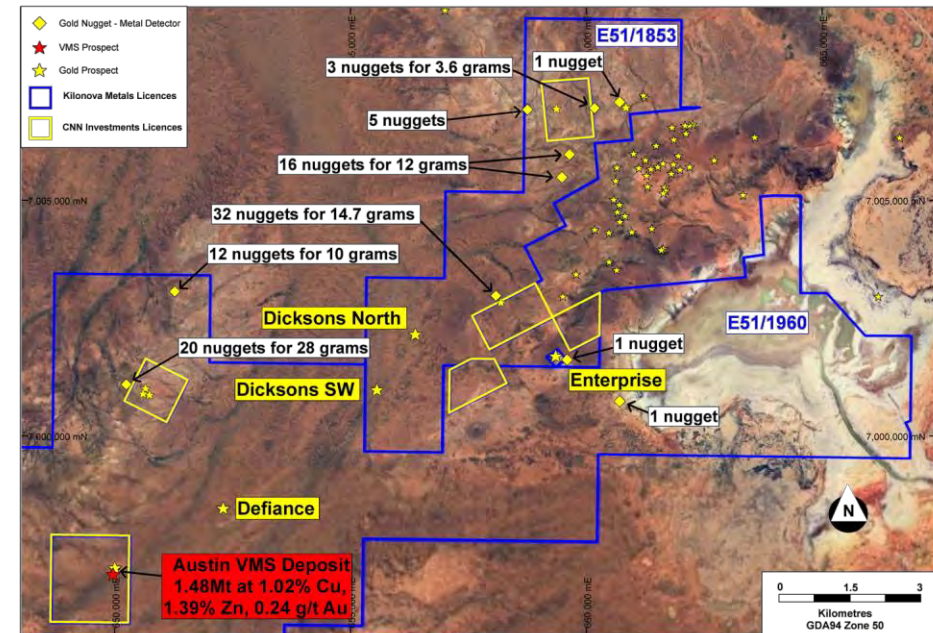 Gold Nugget - Metal Detector
VMS Prospect
Gold Prospect
Kilonova Metals Licences
CNN Investments Licences
E51/1853
3 nuggets for 3.6 grams
1 nugget
5 nuggets
16 nuggets for 12 grams
7,005,000 mN
32 nuggets for 14.7 grams
12 nuggets for 10 grams
Dicksons North
E51/1960
1 nugget
20 nuggets for 28 grams
Dicksons SW
Enterprise
1 nugget
7,000,000 mN
7,000,000 mN
Defiance
N
Austin VMS Deposit
1.48Mt at 1.02% Cu,
1.39% Zn, 0.24 g/t Au
0 1.5 3
Kilometres
GDA94 Zone 50